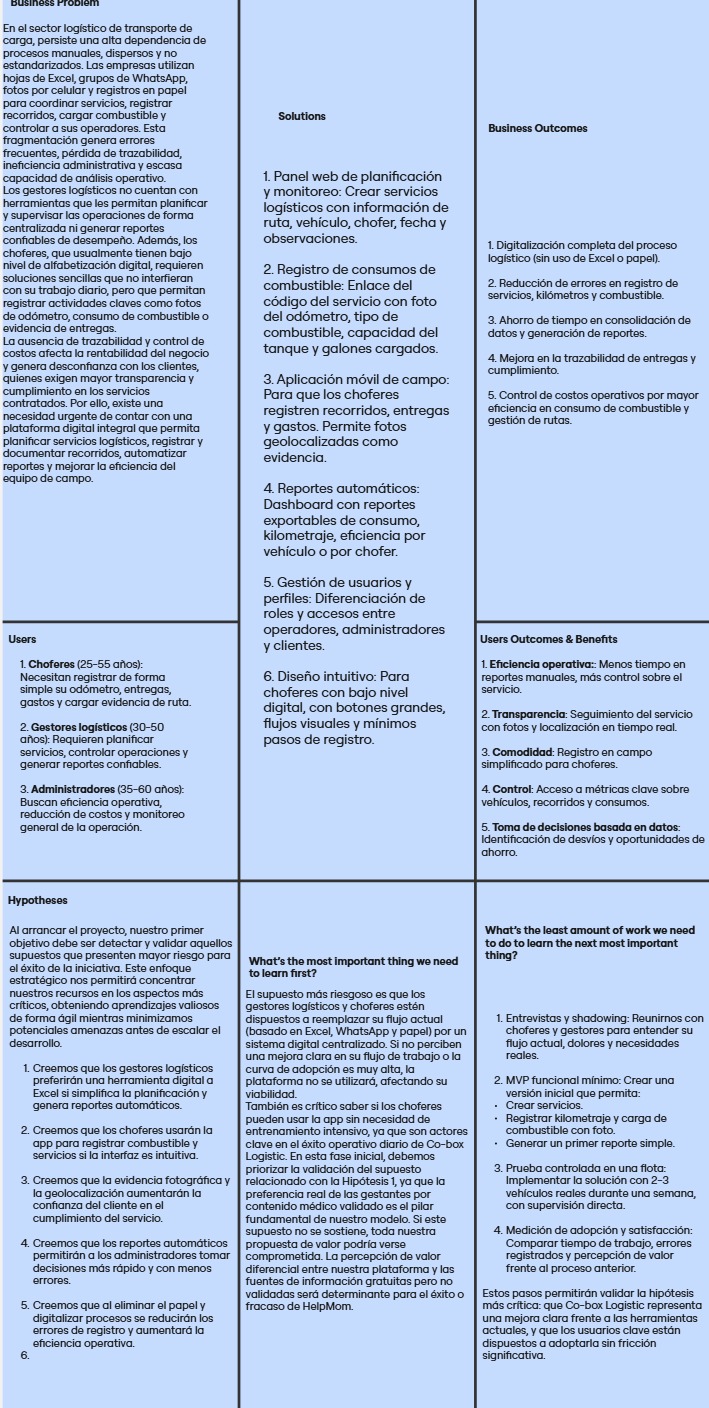 Business Problem
En el sector logístico de transporte de
carga, persiste una alta dependencia de
procesos manuales, dispersos y no
estandarizados. Las empresas utilizan
hojas de Excel, grupos de WhatsApp,
fotos por celular y registros en papel
para coordinar servicios, registrar
recorridos, cargar combustible y
controlar a sus operadores. Esta
fragmentación genera errores
frecuentes, pérdida de trazabilidad,
ineficiencia administrativa y escasa
capacidad de análisis operativo.
Los gestores logísticos no cuentan con
herramientas que les permitan planificar
y supervisar las operaciones de forma
centralizada ni generar reportes
confiables de desempeño. Además, los
choferes, que usualmente tienen bajo
nivel de alfabetización digital, requieren
soluciones sencillas que no interfieran
con su trabajo diario, pero que permitan
registrar actividades claves como fotos
de odómetro, consumo de combustible o
evidencia de entregas.
La ausencia de trazabilidad y control de
costos afecta la rentabilidad del negocio
y genera desconfianza con los clientes,
quienes exigen mayor transparencia y
cumplimiento en los servicios
contratados. Por ello, existe una
necesidad urgente de contar con una
plataforma digital integral que permita
planificar servicios logísticos, registrar y
documentar recorridos, automatizar
reportes y mejorar la eficiencia del
equipo de campo.
Solutions
1. Panel web de planificación
y monitoreo: Crear servicios
logísticos con información de
ruta, vehículo, chofer, fecha y
observaciones.
2. Registro de consumos de
combustible: Enlace del
código del servicio con foto
del odómetro, tipo de
combustible, capacidad del
tanque y galones cargados.
3. Aplicación móvil de campo:
Para que los choferes
registren recorridos, entregas
y gastos. Permite fotos
geolocalizadas como
evidencia.
4. Reportes automáticos:
Dashboard con reportes
exportables de consumo,
kilometraje, eficiencia por
vehículo o por chofer.
5. Gestión de usuarios y
perfiles: Diferenciación de
roles y accesos entre
operadores, administradores
y clientes.
6. Diseño intuitivo: Para
choferes con bajo nivel
digital, con botones grandes,
flujos visuales y mínimos
pasos de registro.
Business Outcomes
1. Digitalización completa del proceso
logístico (sin uso de Excel o papel).
2. Reducción de errores en registro de
servicios, kilómetros y combustible.
3. Ahorro de tiempo en consolidación de
datos y generación de reportes.
4. Mejora en la trazabilidad de entregas y
cumplimiento.
5. Control de costos operativos por mayor
eficiencia en consumo de combustible y
gestión de rutas.
Users
1. Choferes (25-55 años):
Necesitan registrar de forma
simple su odómetro, entregas,
gastos y cargar evidencia de ruta.
2. Gestores logísticos (30-50
años): Requieren planificar
servicios, controlar operaciones y
generar reportes confiables.
3. Administradores (35-60 años):
Buscan eficiencia operativa,
reducción de costos y monitoreo
general de la operación.
Users Outcomes & Benefits
1. Eficiencia operativa:: Menos tiempo en
reportes manuales, más control sobre el
servicio.
2. Transparencia: Seguimiento del servicio
con fotos y localización en tiempo real.
3. Comodidad: Registro en campo
simplificado para choferes.
4. Control: Acceso a métricas clave sobre
vehículos, recorridos y consumos.
5. Toma de decisiones basada en datos:
Identificación de desvíos y oportunidades de
ahorro.
Hypotheses
Al arrancar el proyecto, nuestro primer
objetivo debe ser detectar y validar aquellos
supuestos que presenten mayor riesgo para
el éxito de la iniciativa. Este enfoque
estratégico nos permitirá concentrar
nuestros recursos en los aspectos más
críticos, obteniendo aprendizajes valiosos
de forma ágil mientras minimizamos
potenciales amenazas antes de escalar el
desarrollo.
1. Creemos que los gestores logísticos
preferirán una herramienta digital a
Excel si simplifica la planificación y
genera reportes automáticos.
2. Creemos que los choferes usarán la
app para registrar combustible y
servicios si la interfaz es intuitiva.
3. Creemos que la evidencia fotográfica y
la geolocalización aumentarán la
confianza del cliente en el
cumplimiento del servicio.
4. Creemos que los reportes automáticos
permitirán a los administradores tomar
decisiones más rápido y con menos
errores.
5. Creemos que al eliminar el papel y
digitalizar procesos se reducirán los
errores de registro y aumentará la
eficiencia operativa.
6.
What's the most important thing we need
to learn first?
El supuesto más riesgoso es que los
gestores logísticos y choferes estén
dispuestos a reemplazar su flujo actual
(basado en Excel, WhatsApp y papel) por un
sistema digital centralizado. Si no perciben
una mejora clara en su flujo de trabajo o la
curva de adopción es muy alta, la
plataforma no se utilizará, afectando su
viabilidad.
También es crítico saber si los choferes
pueden usar la app sin necesidad de
entrenamiento intensivo, ya que son actores
clave en el éxito operativo diario de Co-box
Logistic. En esta fase inicial, debemos
priorizar la validación del supuesto
relacionado con la Hipótesis 1, ya que la
preferencia real de las gestantes por
contenido médico validado es el pilar
fundamental de nuestro modelo. Si este
supuesto no se sostiene, toda nuestra
propuesta de valor podría verse
comprometida. La percepción de valor
diferencial entre nuestra plataforma y las
fuentes de información gratuitas pero no
validadas será determinante para el éxito o
fracaso de HelpMom.
What's the least amount of work we need
to do to learn the next most important
thing?
1. Entrevistas y shadowing: Reunirnos con
choferes y gestores para entender su
flujo actual, dolores y necesidades
reales.
2. MVP funcional mínimo: Crear una
versión inicial que permita:
• Crear servicios.
• Registrar kilometraje y carga de
combustible con foto.
• Generar un primer reporte simple.
3. Prueba controlada en una flota:
Implementar la solución con 2-3
vehículos reales durante una semana,
con supervisión directa.
4. Medición de adopción y satisfacción:
Comparar tiempo de trabajo, errores
registrados y percepción de valor
frente al proceso anterior.
Estos pasos permitirán validar la hipótesis
más crítica: que Co-box Logistic representa
una mejora clara frente a las herramientas
actuales, y que los usuarios clave están
dispuestos a adoptarla sin fricción
significativa.